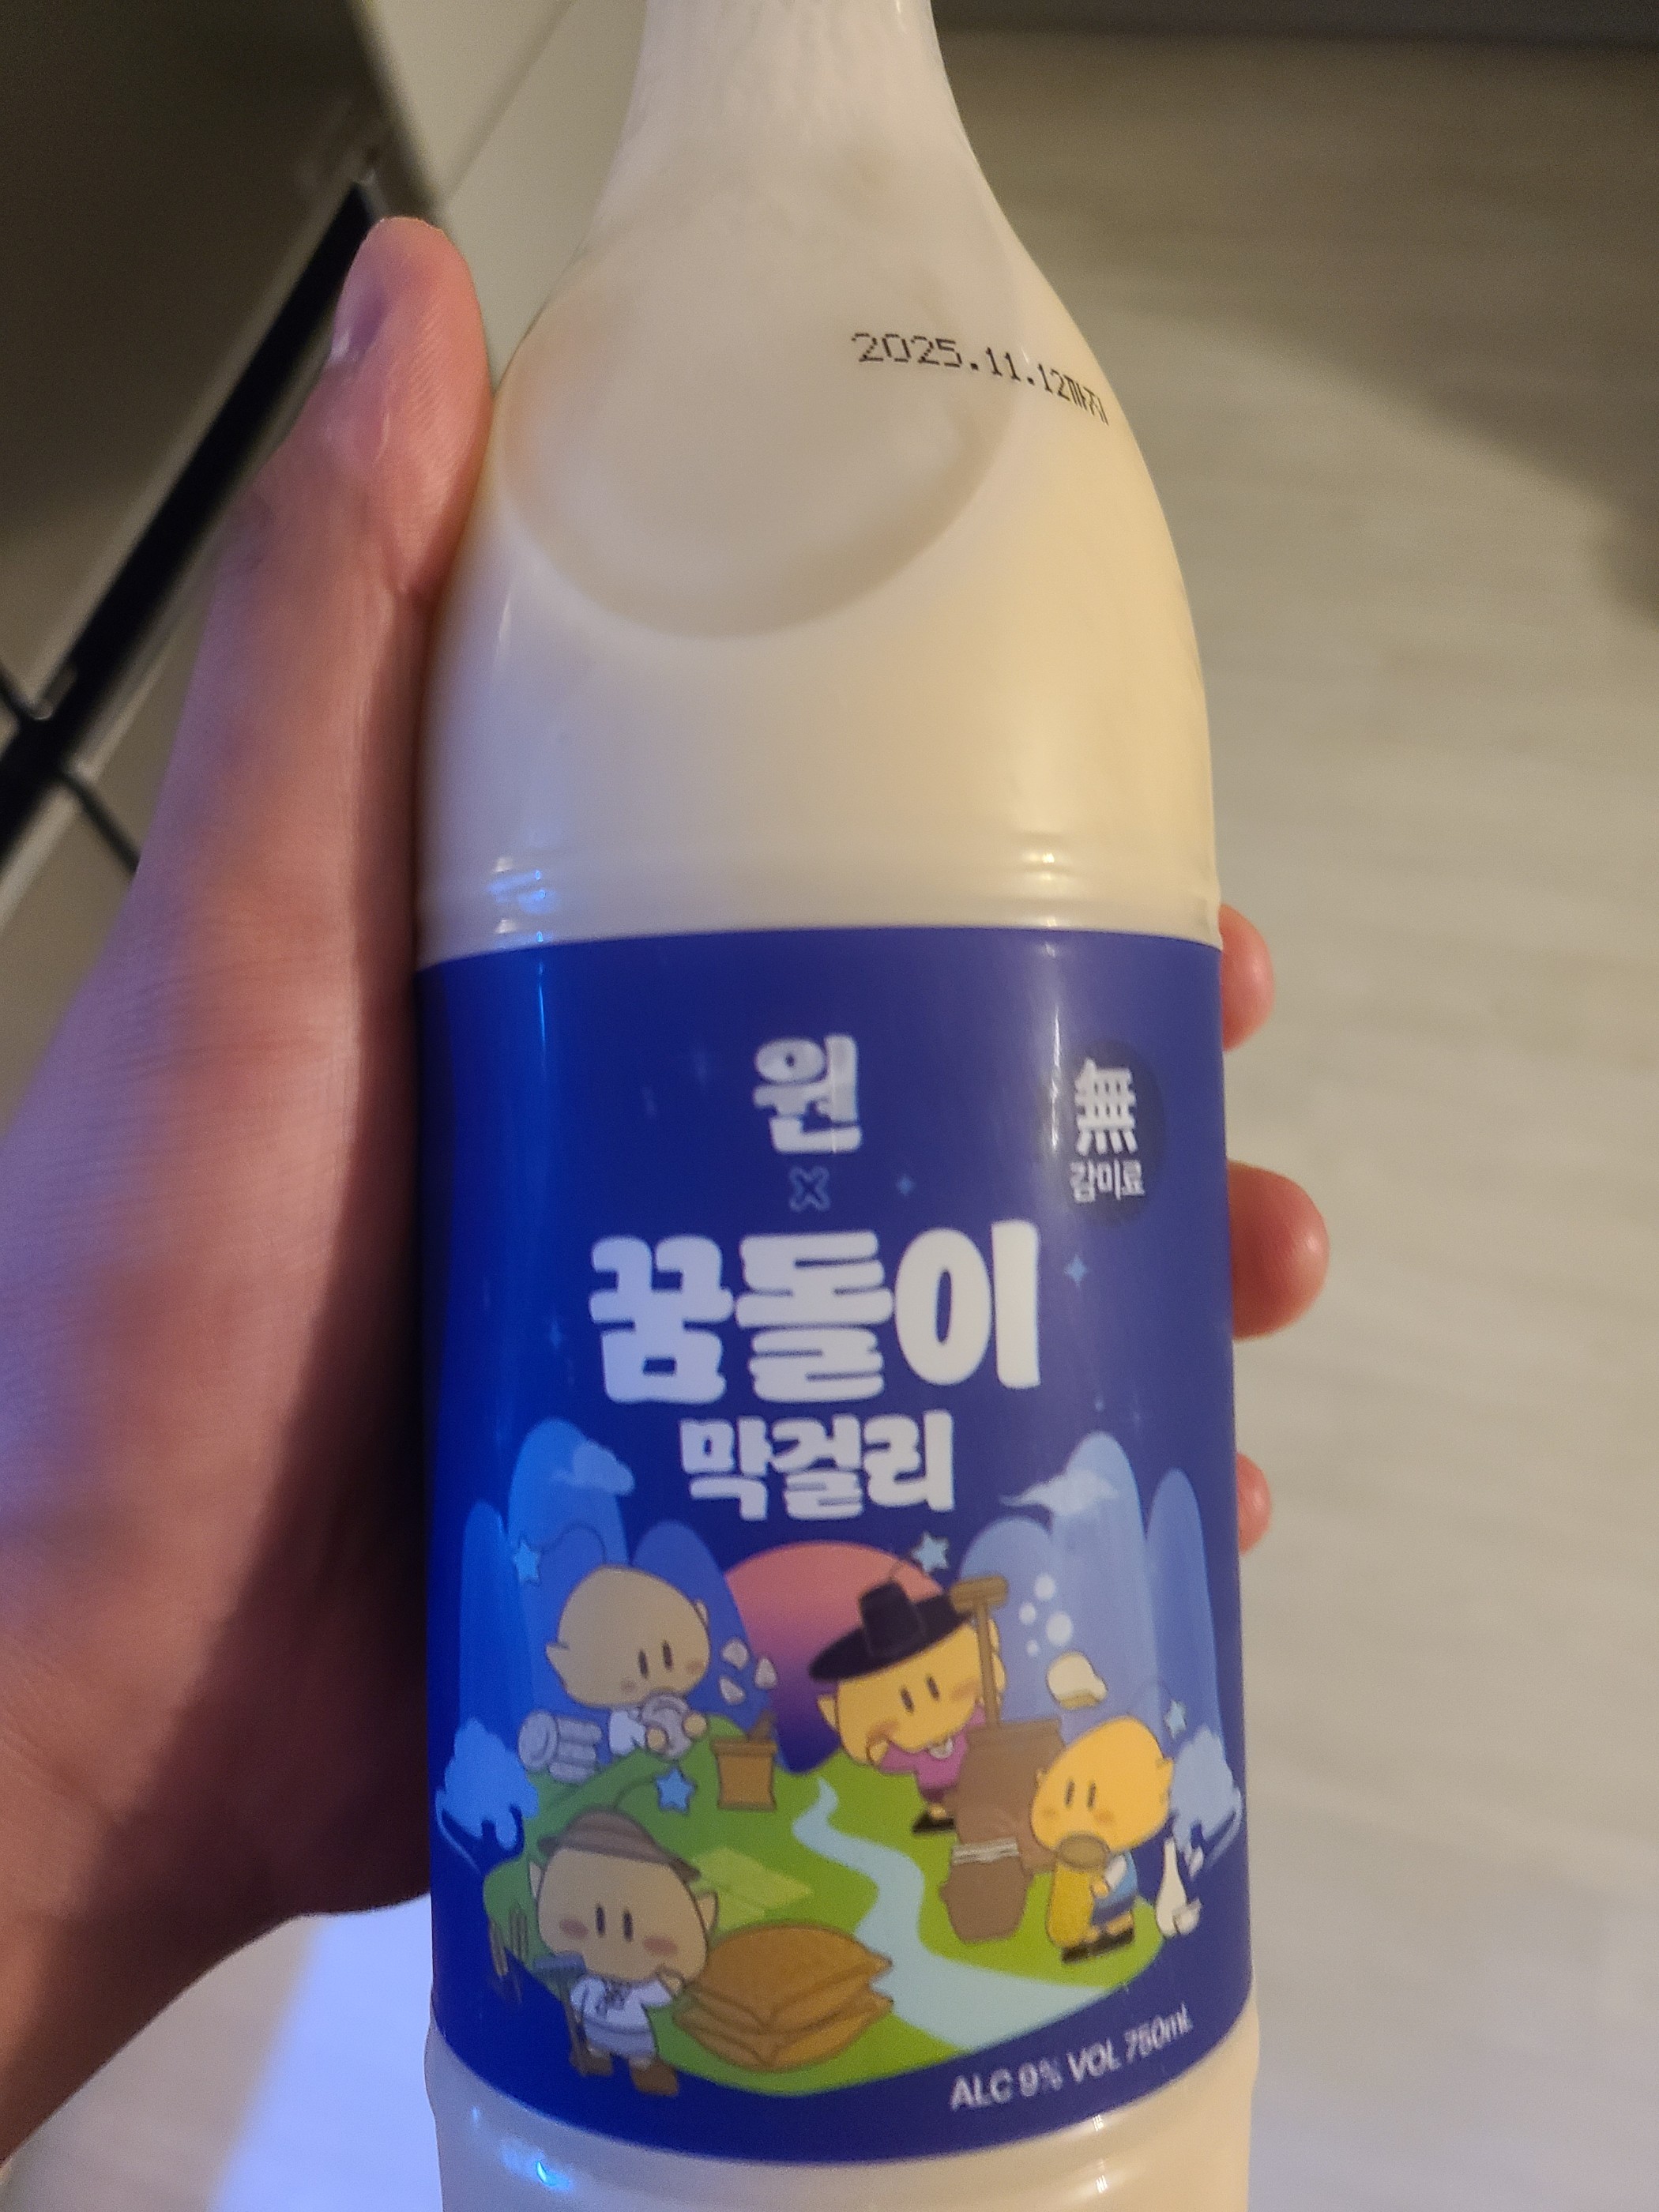 2025.11.12까지
원
x
꿈돌이
막걸리
無
감미료
ALC 9% VOL 750mL